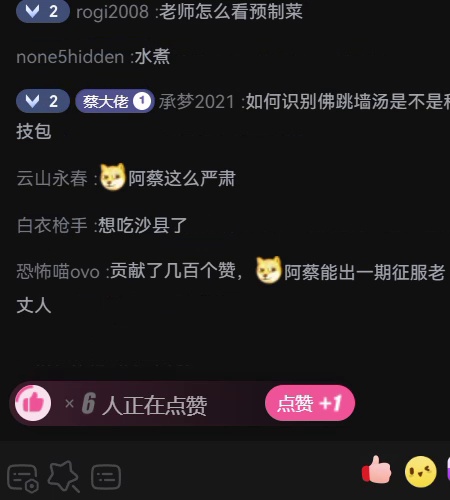 2 rogi2008 :老师怎么看预制菜
none5hidden :水煮
2 蔡大佬 1 承梦2021 :如何识别佛跳墙汤是不是科
技包
云山永春 :阿蔡这么严肃
白衣枪手 :想吃沙县了
恐怖喵ovo :贡献了几百个赞，阿蔡能出一期征服老
丈人
× 6 人正在点赞 点赞 +1